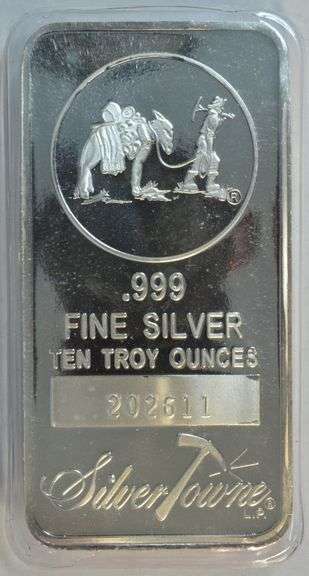 ®
.999
FINE SILVER
TEN TROY OUNCES
202611
SilverTowne
L.P.®